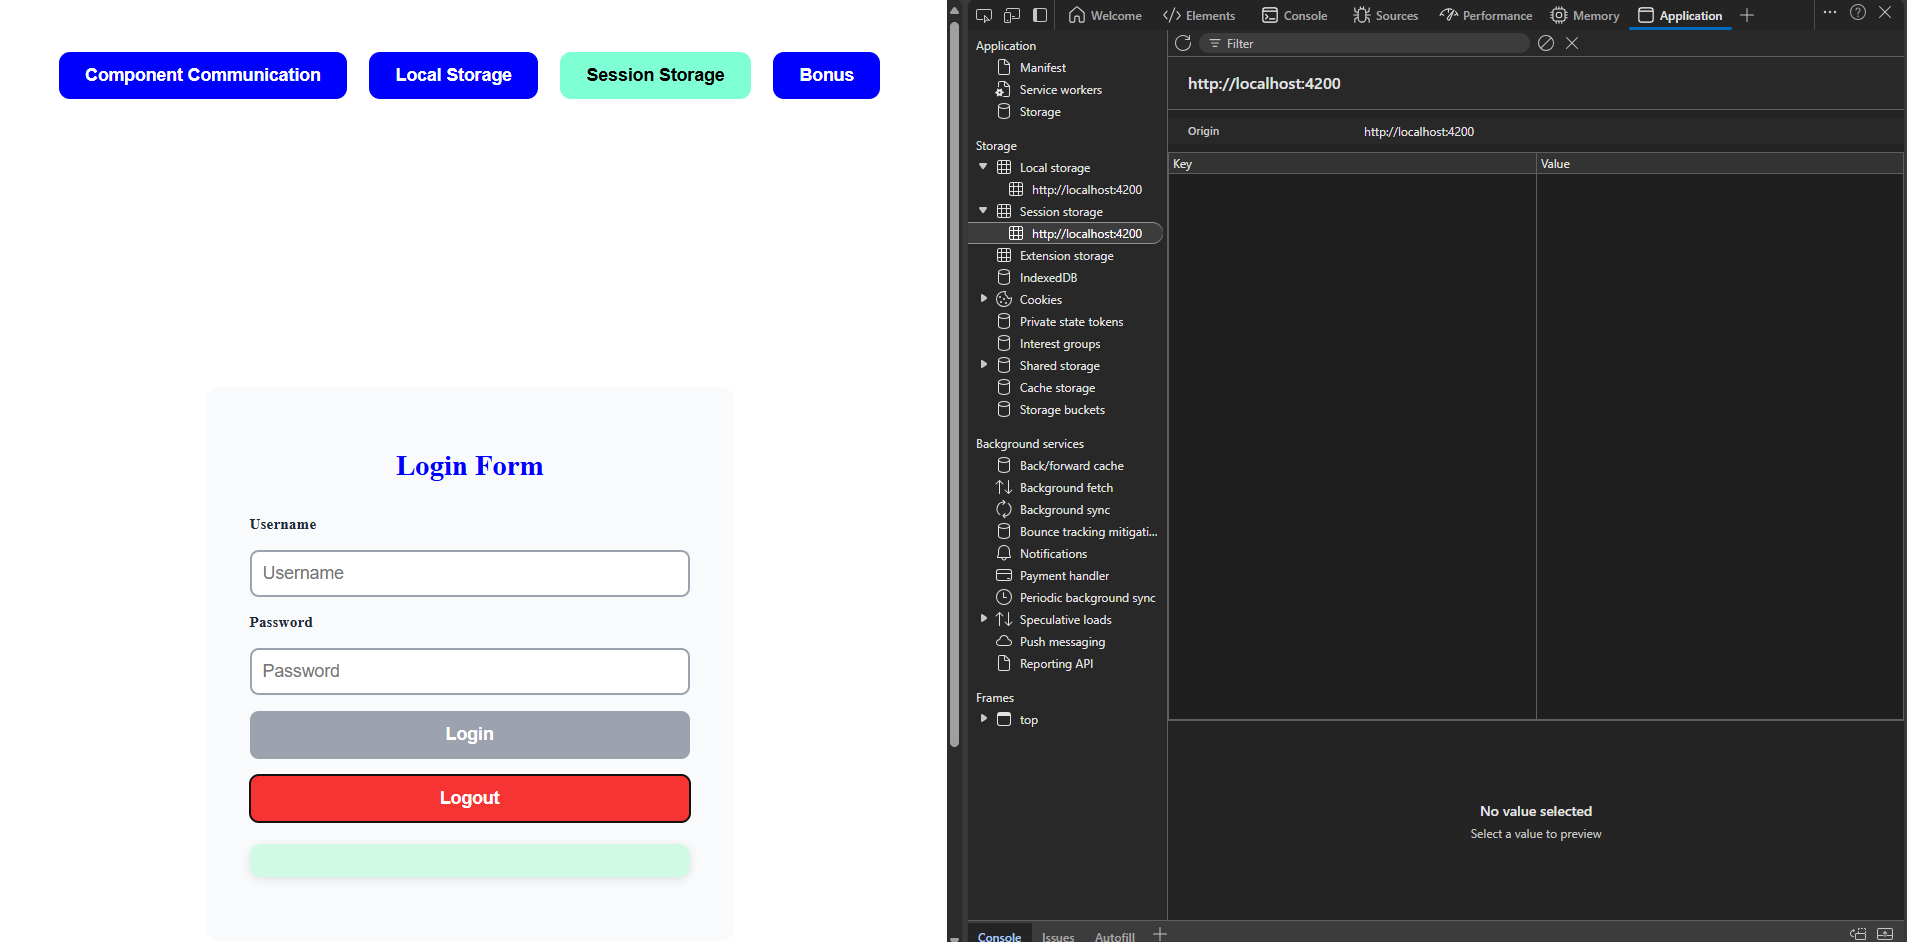 Component Communication
Local Storage
Session Storage
Bonus
Login Form
Username
Username
Password
Password
Login
Logout
Welcome
Elements
Console
Sources
Performance
Memory
Application
Application
Manifest
Service workers
Storage
Storage
Local storage
http://localhost:4200
Session storage
http://localhost:4200
Extension storage
IndexedDB
Cookies
Private state tokens
Interest groups
Shared storage
Cache storage
Storage buckets
Background services
Back/forward cache
Background fetch
Background sync
Bounce tracking mitigati...
Notifications
Payment handler
Periodic background sync
Speculative loads
Push messaging
Reporting API
Frames
top
Filter
http://localhost:4200
Origin http://localhost:4200
Key Value
No value selected
Select a value to preview
Console Issues Autofill